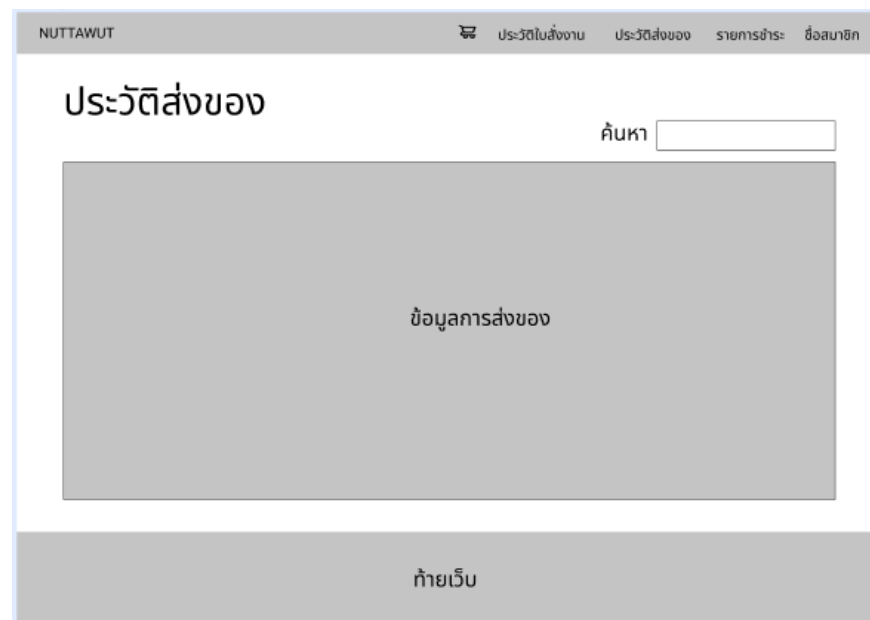 NUTTAWUT ประวัติใบสั่งงาน ประวัติส่งของ รายการชำระ ชื่อสมาชิก
ประวัติส่งของ
ค้นหา
ข้อมูลการส่งของ
ท้ายเว็บ